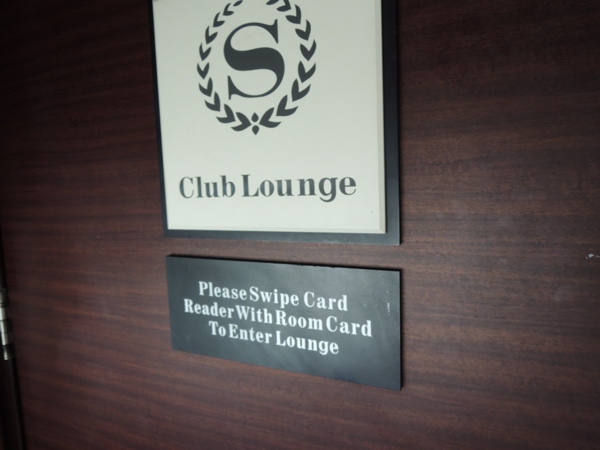 S
Club Lounge
Please Swipe Card
Reader With Room Card
To Enter Lounge